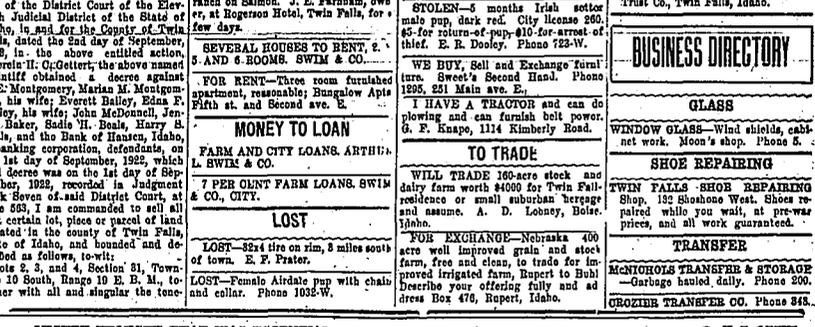 of the District Court of the Elev-
Judicial District of the State of
in and for the County of Twin
dated the 2nd day of September,
in the above entitled action,
H. C. Gettert, the above named
obtained a decree against
Montgomery, Marian M. Montgom-
his wife; Everett Bailey, Edna F.
his wife; John McDonnell, Jen-
Baker, Sadie H. Beals, Harry B.
and the Bank of Hansen, Idaho,
banking corporation, defendants, on
1st day of September, 1922, which
decree was on the 1st day of Sep-
1922, recorded in Judgment
Seven of said District Court, at
563, I am commanded to sell all
certain lot, piece or parcel of land
in the county of Twin Falls,
of Idaho, and bounded and de-
as follows, to-wit:
2, 3, and 4, Section 31, Town-
10 South, Range 19 E. B. M., to-
with all and singular the tene-
ranch on Salmon. J. E. Farnam, ow-
er, at Rogerson Hotel, Twin Falls, for a
few days.
SEVERAL HOUSES TO RENT, 2,
5 AND 6 ROOMS. SWIM & CO.
FOR RENT—Three room furnished
apartment, reasonable; Bungalow Apts
Fifth st. and Second ave. E.
MONEY TO LOAN
FARM AND CITY LOANS. ARTHUR
L. SWIM & CO.
7 PER CENT FARM LOANS. SWIM
& CO., CITY.
LOST
LOST—32x4 tire on rim, 3 miles south
of town. E. F. Prater.
LOST—Female Airdale pup with chain
and collar. Phone 1032-W.
STOLEN—5 months Irish setter
male pup, dark red. City license 260.
$5 for return of pup—$10 for arrest of
thief. E. R. Dooley. Phone 723-W.
WE BUY, Sell and Exchange furni
ture. Sweet's Second Hand. Phone
1295, 251 Main ave. E.
I HAVE A TRACTOR and can do
plowing and can furnish belt power.
G. F. Knape, 1114 Kimberly Road.
TO TRADE
WILL TRADE 160-acre stock and
dairy farm worth $4000 for Twin Falls
residence or small suburban acreage
and assume. A. D. Lobney, Boise,
Idaho.
FOR EXCHANGE—Nebraska 400
acre well improved grain and stock
farm, free and clean, to trade for im-
proved irrigated farm, Rupert to Buhl
Describe your offering fully and ad
dress Box 476, Rupert, Idaho.
Trust Co., Twin Falls, Idaho.
BUSINESS DIRECTORY
GLASS
WINDOW GLASS—Wind shields, cabi-
net work. Moon's shop. Phone 5.
SHOE REPAIRING
TWIN FALLS SHOE REPAIRING
Shop, 132 Shoshone West. Shoes re-
paired while you wait, at pre-war
prices, and all work guaranteed.
TRANSFER
McNICHOLS TRANSFER & STORAGE
—Garbage hauled daily. Phone 200.
CROZIER TRANSFER CO. Phone 348.